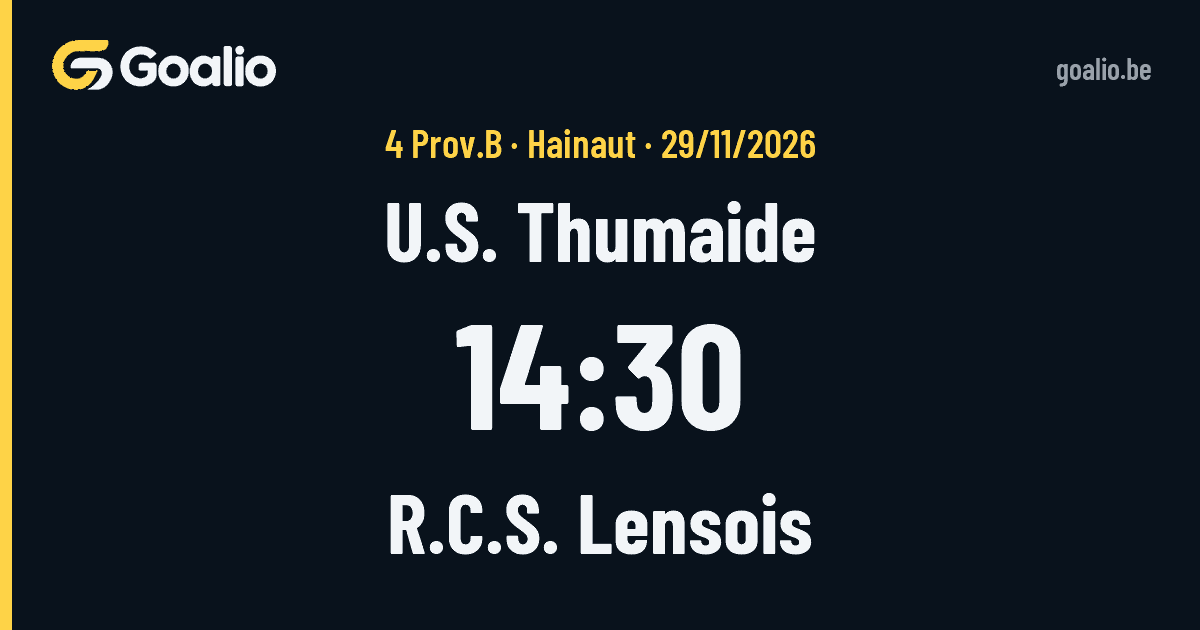 Goalio
goalio.be
4 Prov.B · Hainaut · 29/11/2026
U.S. Thumaide
14:30
R.C.S. Lensois